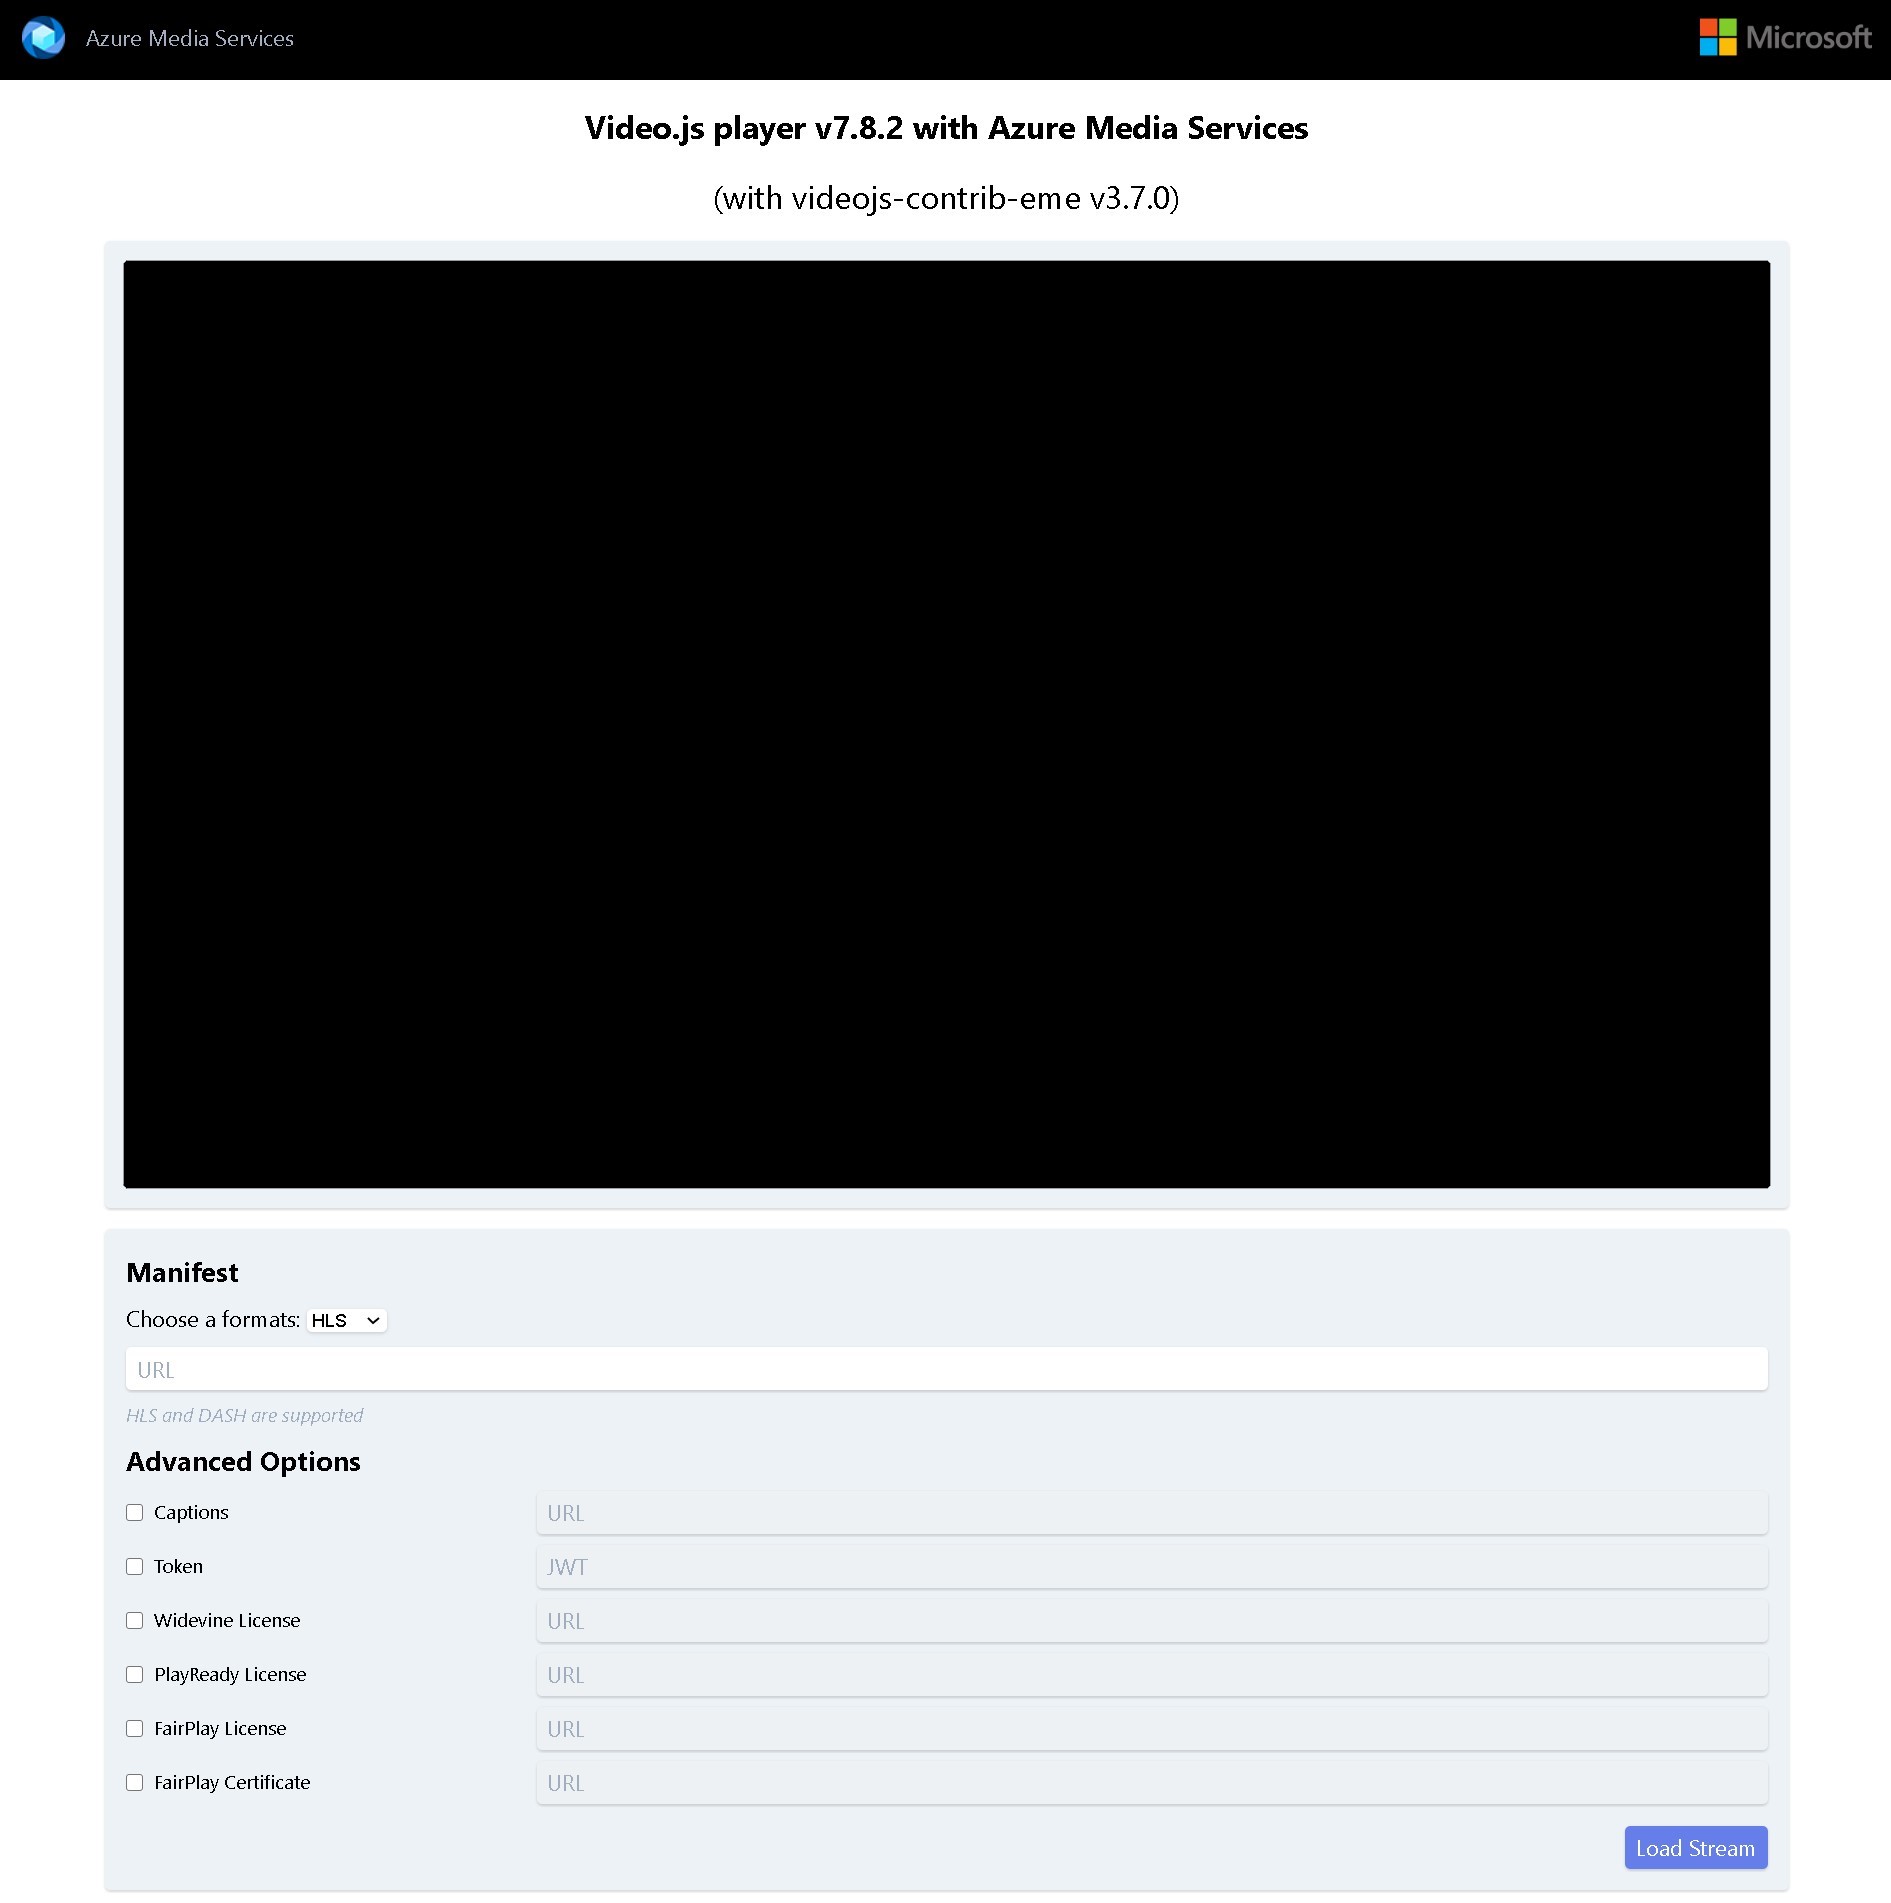 Azure Media Services
Microsoft
Video.js player v7.8.2 with Azure Media Services
(with videojs-contrib-eme v3.7.0)
Manifest
Choose a formats: HLS
URL
HLS and DASH are supported
Advanced Options
Captions URL
Token JWT
Widevine License URL
PlayReady License URL
FairPlay License URL
FairPlay Certificate URL
Load Stream